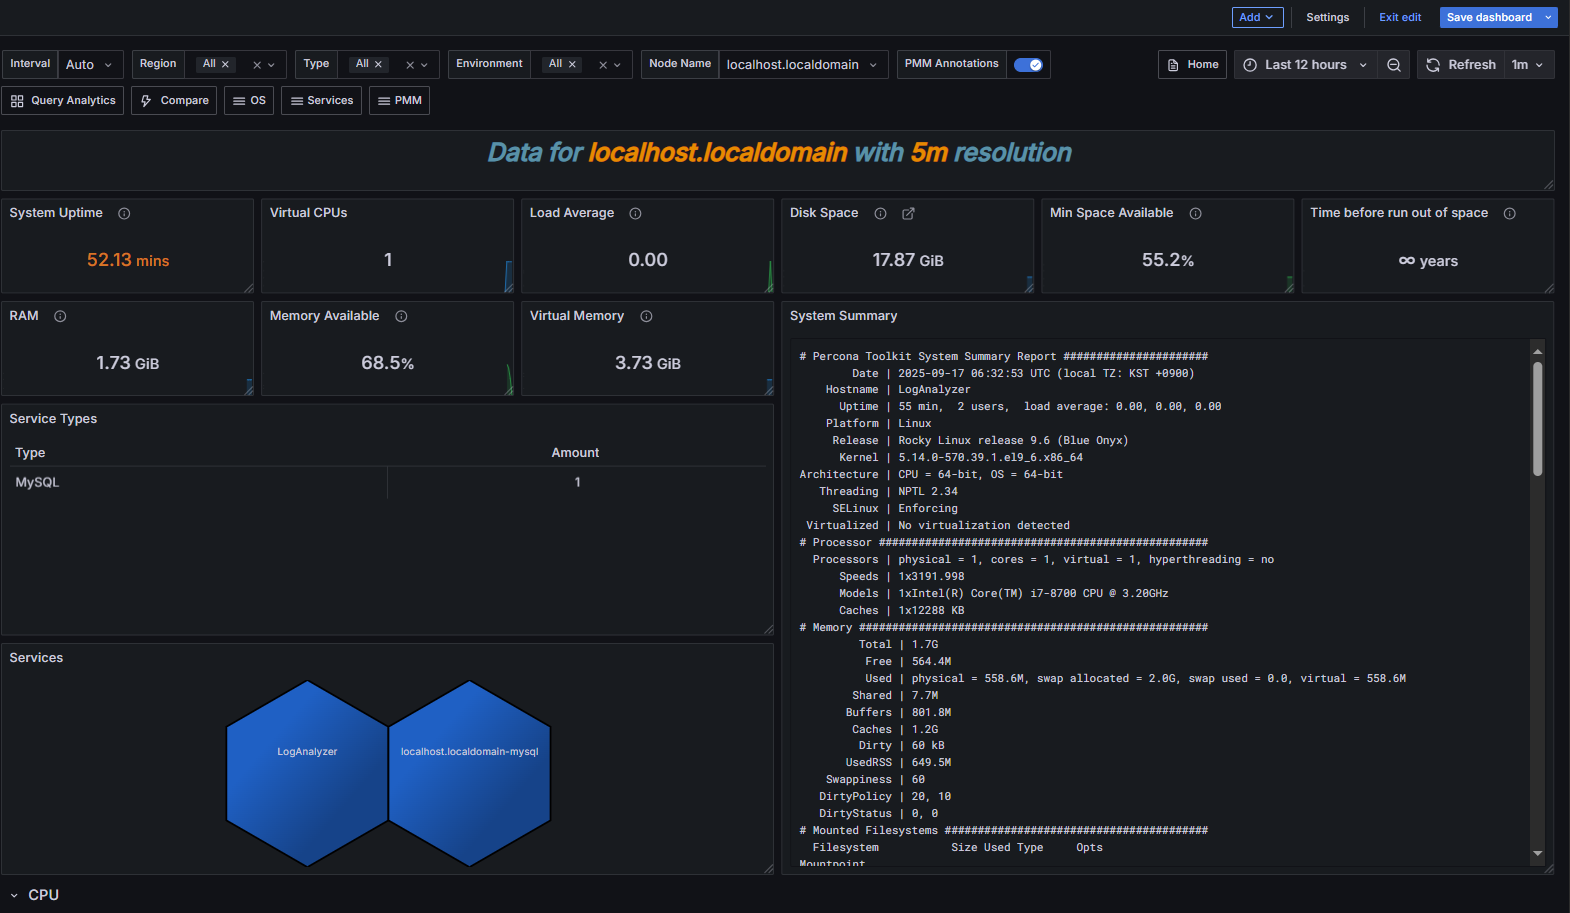 Add
Settings
Exit edit
Save dashboard
Interval Auto
Region All
Type All
Environment All
Node Name localhost.localdomain
PMM Annotations
Home
Last 12 hours
Refresh 1m
Query Analytics
Compare
OS
Services
PMM
Data for localhost.localdomain with 5m resolution
System Uptime
52.13 mins
Virtual CPUs
1
Load Average
0.00
Disk Space
17.87 GiB
Min Space Available
55.2%
Time before run out of space
∞ years
RAM
1.73 GiB
Memory Available
68.5%
Virtual Memory
3.73 GiB
Service Types
Type Amount
MySQL 1
Services
LogAnalyzer
localhost.localdomain-mysql
System Summary
# Percona Toolkit System Summary Report ######################
Date | 2025-09-17 06:32:53 UTC (local TZ: KST +0900)
Hostname | LogAnalyzer
Uptime | 55 min, 2 users, load average: 0.00, 0.00, 0.00
Platform | Linux
Release | Rocky Linux release 9.6 (Blue Onyx)
Kernel | 5.14.0-570.39.1.el9_6.x86_64
Architecture | CPU = 64-bit, OS = 64-bit
Threading | NPTL 2.34
SELinux | Enforcing
Virtualized | No virtualization detected
# Processor ##################################################
Processors | physical = 1, cores = 1, virtual = 1, hyperthreading = no
Speeds | 1x3191.998
Models | 1xIntel(R) Core(TM) i7-8700 CPU @ 3.20GHz
Caches | 1x12288 KB
# Memory #####################################################
Total | 1.7G
Free | 564.4M
Used | physical = 558.6M, swap allocated = 2.0G, swap used = 0.0, virtual = 558.6M
Shared | 7.7M
Buffers | 801.8M
Caches | 1.2G
Dirty | 60 kB
UsedRSS | 649.5M
Swappiness | 60
DirtyPolicy | 20, 10
DirtyStatus | 0, 0
# Mounted Filesystems ########################################
Filesystem Size Used Type Opts
Mountpoint
CPU